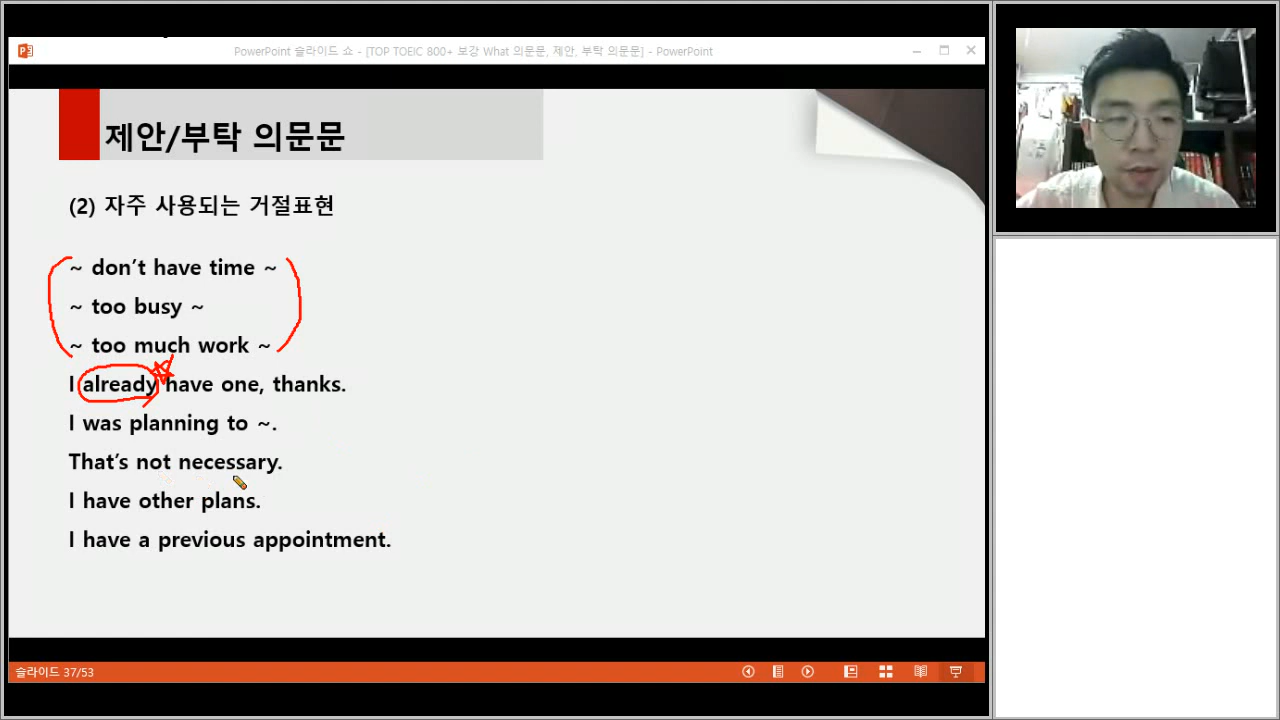 PowerPoint 슬라이드 쇼 - [TOP TOEIC 800+ 보강 What 의문문, 제안, 부탁 의문문] - PowerPoint
제안/부탁 의문문
(2) 자주 사용되는 거절표현
~ don’t have time ~
~ too busy ~
~ too much work ~
I already have one, thanks.
I was planning to ~.
That’s not necessary.
I have other plans.
I have a previous appointment.
슬라이드 37/53